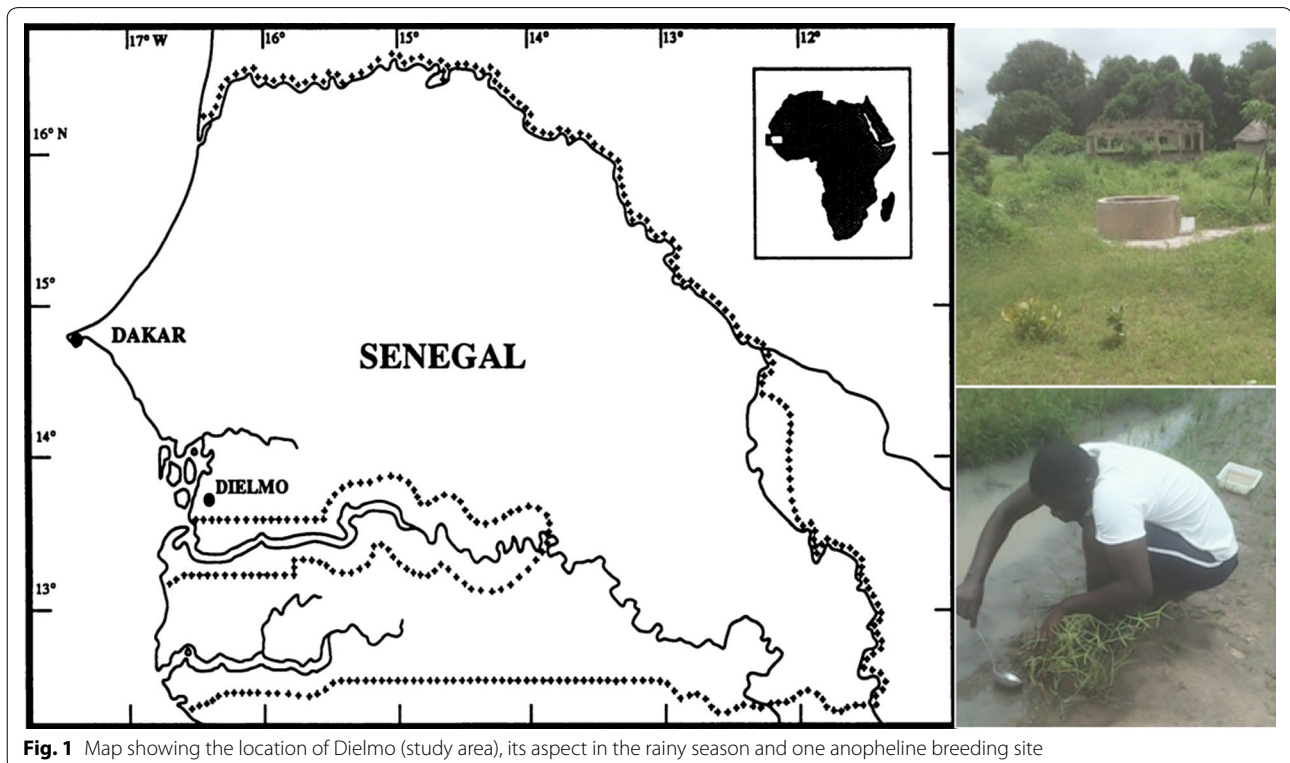 17° W 16° 15° 14° 13° 12°
16° N
15°
DAKAR
SENEGAL
14°
DIELMO
13°
Fig. 1 Map showing the location of Dielmo (study area), its aspect in the rainy season and one anopheline breeding site